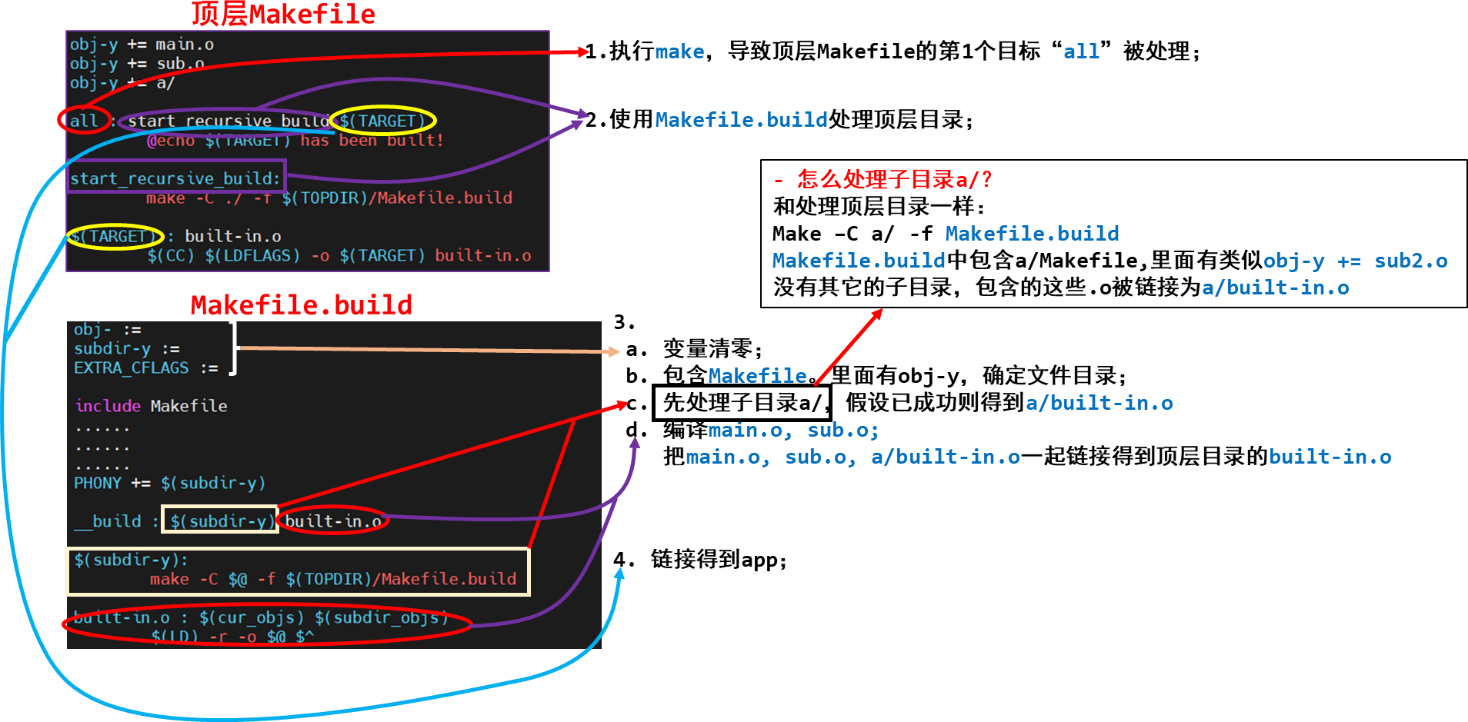 顶层Makefile
obj-y += main.o
obj-y += sub.o
obj-y += a/
all : start_recursive_build $(TARGET)
@echo $(TARGET) has been built!
start_recursive_build:
make -C ./ -f $(TOPDIR)/Makefile.build
$(TARGET) : built-in.o
$(CC) $(LDFLAGS) -o $(TARGET) built-in.o
1.执行make，导致顶层Makefile的第1个目标“all”被处理；
2.使用Makefile.build处理顶层目录；
- 怎么处理子目录a/？
和处理顶层目录一样：
Make –C a/ -f Makefile.build
Makefile.build中包含a/Makefile,里面有类似obj-y += sub2.o
没有其它的子目录，包含的这些.o被链接为a/built-in.o
Makefile.build
obj- :=
subdir-y :=
EXTRA_CFLAGS :=
include Makefile
......
......
......
PHONY += $(subdir-y)
__build : $(subdir-y) built-in.o
$(subdir-y):
make -C $@ -f $(TOPDIR)/Makefile.build
built-in.o : $(cur_objs) $(subdir_objs)
$(LD) -r -o $@ $^
3.
a. 变量清零；
b. 包含Makefile。里面有obj-y，确定文件目录；
c. 先处理子目录a/，假设已成功则得到a/built-in.o
d. 编译main.o, sub.o;
把main.o, sub.o, a/built-in.o一起链接得到顶层目录的built-in.o
4. 链接得到app；